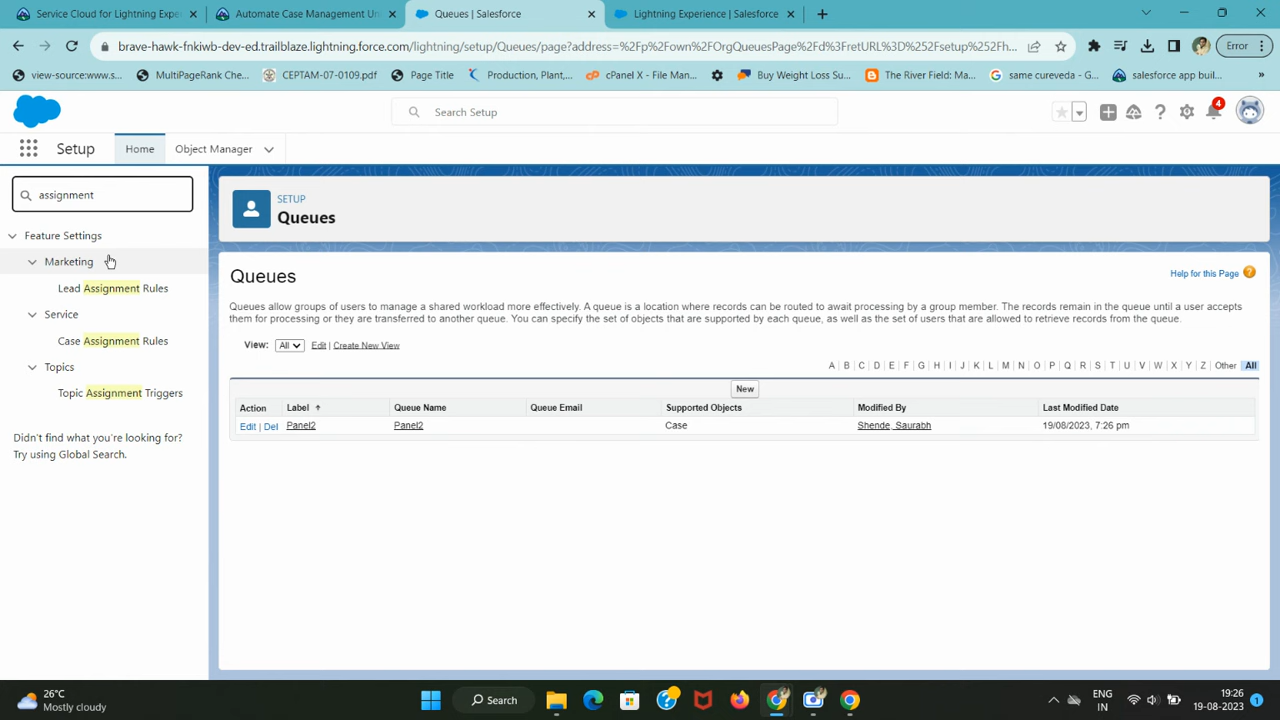 Service Cloud for Lightning Expe
Automate Case Management Un
Queues | Salesforce
Lightning Experience | Salesforce
brave-hawk-fnkiwb-dev-ed.trailblaze.lightning.force.com/lightning/setup/Queues/page?address=%2Fp%2Fown%2FOrgQueuesPage%2Fd%3FretURL%3D%252Fsetup%252Fh...
Error
view-source:www.s...
MultiPageRank Che...
CEPTAM-07-0109.pdf
Page Title
Production, Plant,...
cPanel X - File Man...
Buy Weight Loss Su...
The River Field: Ma...
same cureveda - G...
salesforce app buil...
»
Search Setup
4
Setup
Home
Object Manager
assignment
Feature Settings
Marketing
Lead Assignment Rules
Service
Case Assignment Rules
Topics
Topic Assignment Triggers
Didn't find what you're looking for?
Try using Global Search.
SETUP
Queues
Queues
Help for this Page
Queues allow groups of users to manage a shared workload more effectively. A queue is a location where records can be routed to await processing by a group member. The records remain in the queue until a user accepts
them for processing or they are transferred to another queue. You can specify the set of objects that are supported by each queue, as well as the set of users that are allowed to retrieve records from the queue.
View: All Edit | Create New View
A | B | C | D | E | F | G | H | I | J | K | L | M | N | O | P | Q | R | S | T | U | V | W | X | Y | Z | Other | All
New
Action Label ↑ Queue Name Queue Email Supported Objects Modified By Last Modified Date
Edit | Del Panel2 Panel2 Case Shende, Saurabh 19/08/2023, 7:26 pm
26°C
Mostly cloudy
Search
ENG
IN
19:26
19-08-2023
1